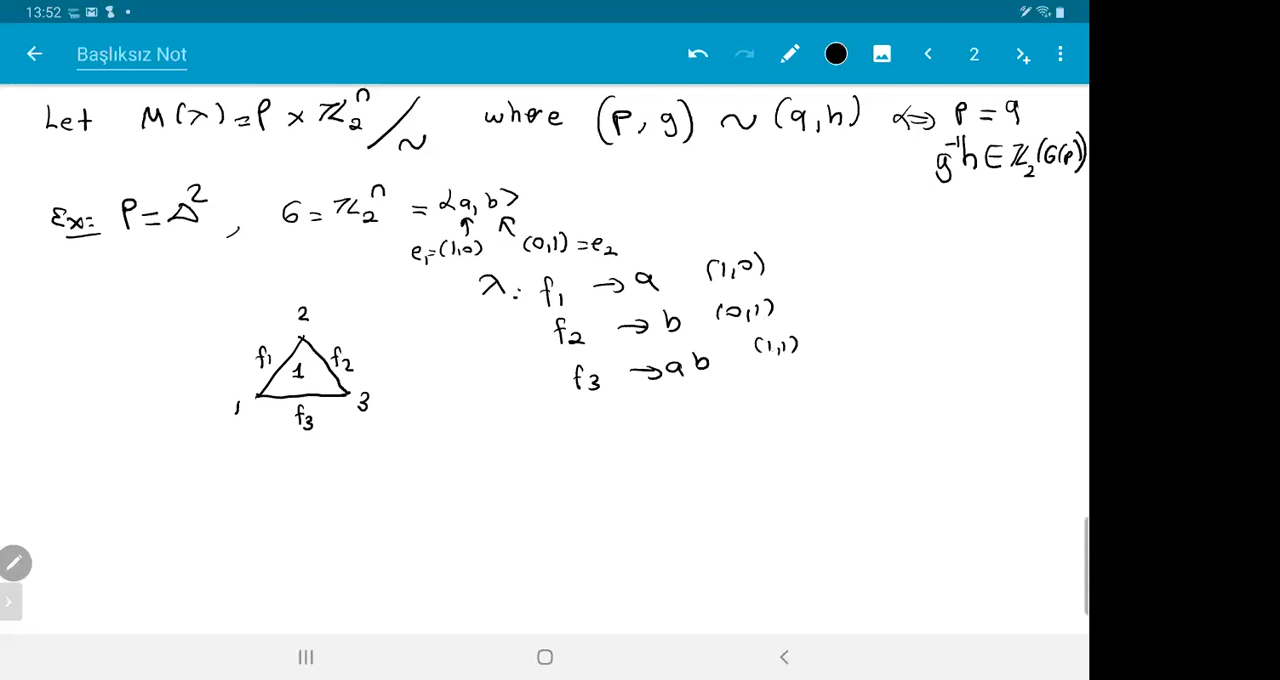 13:52
Başlıksız Not
2
Let M(λ) = P × ℤ₂ⁿ / ~ where (p, g) ~ (q, h) ⇔ p = q
g⁻¹h ∈ ℤ₂(G(p))
Ex: P = Δ², G = ℤ₂ⁿ = <a, b>
e₁=(1,0) (0,1) = e₂
λ: f₁ → a (1,0)
f₂ → b (0,1)
f₃ → ab (1,1)
2
f₁ 1 f₂
1 f₃ 3